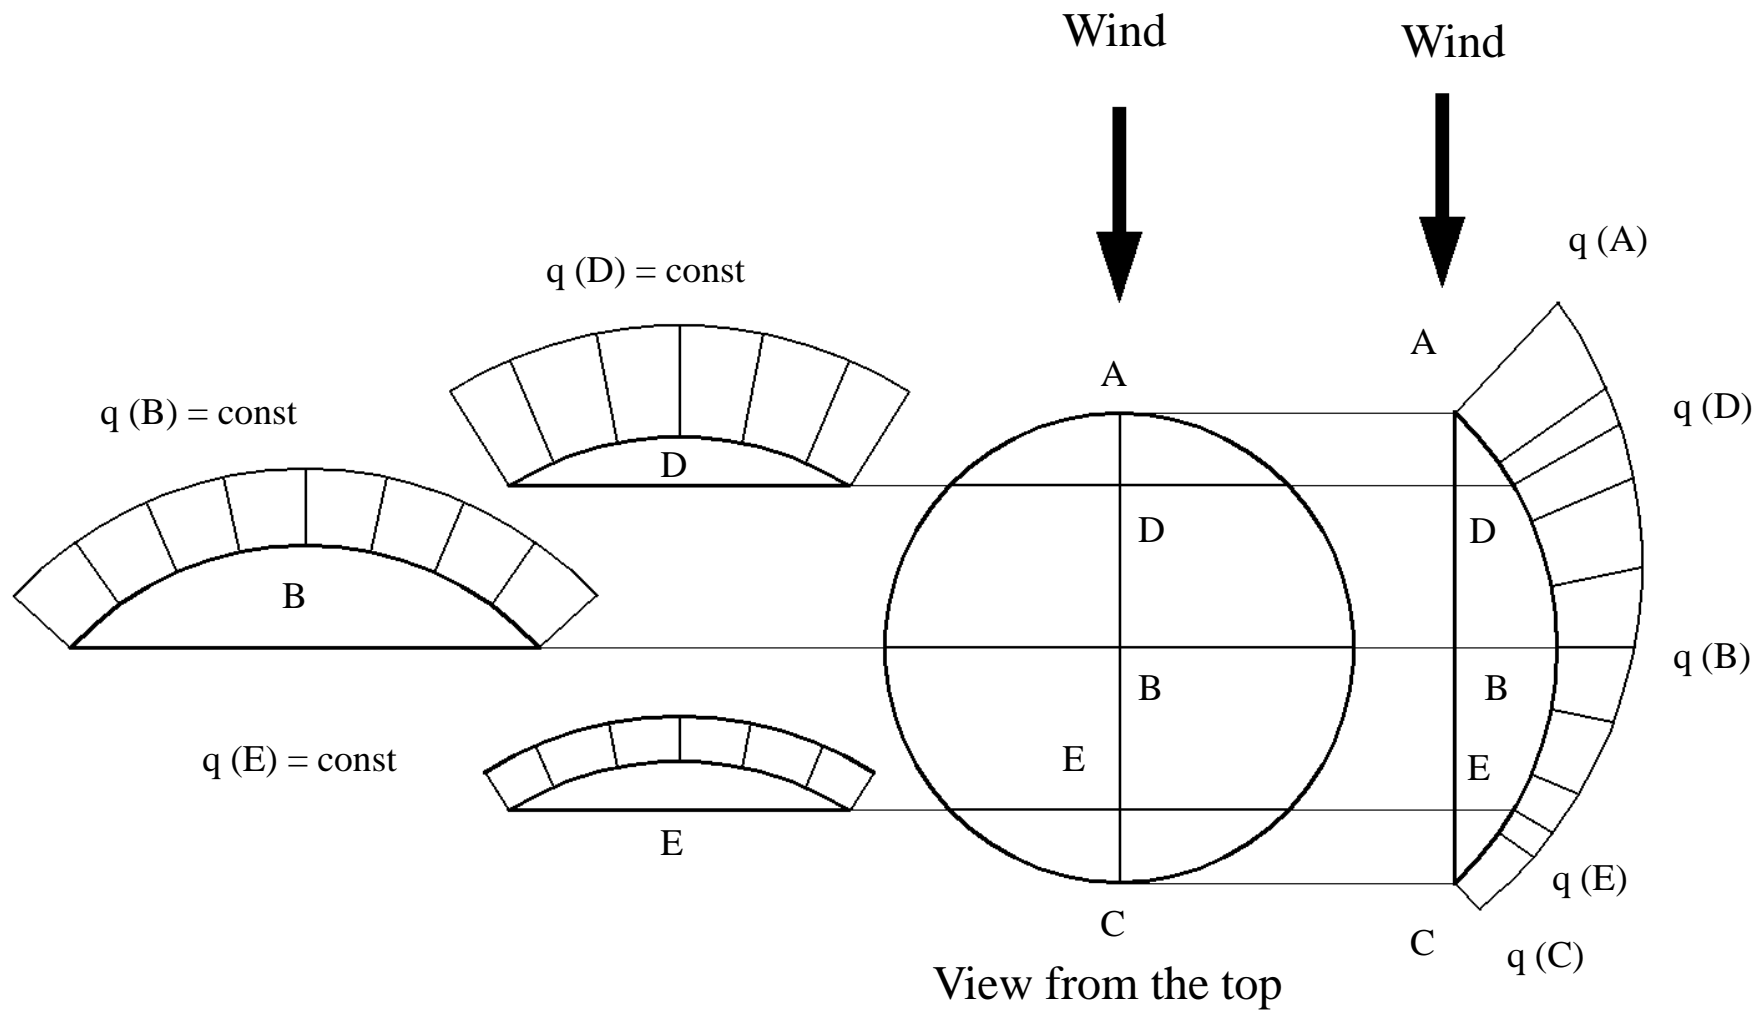 Wind
Wind
q (A)
q (D) = const
A
A
q (D)
q (B) = const
D
D
D
B
q (B)
B
B
E
E
q (E) = const
E
q (E)
C
C
q (C)
View from the top